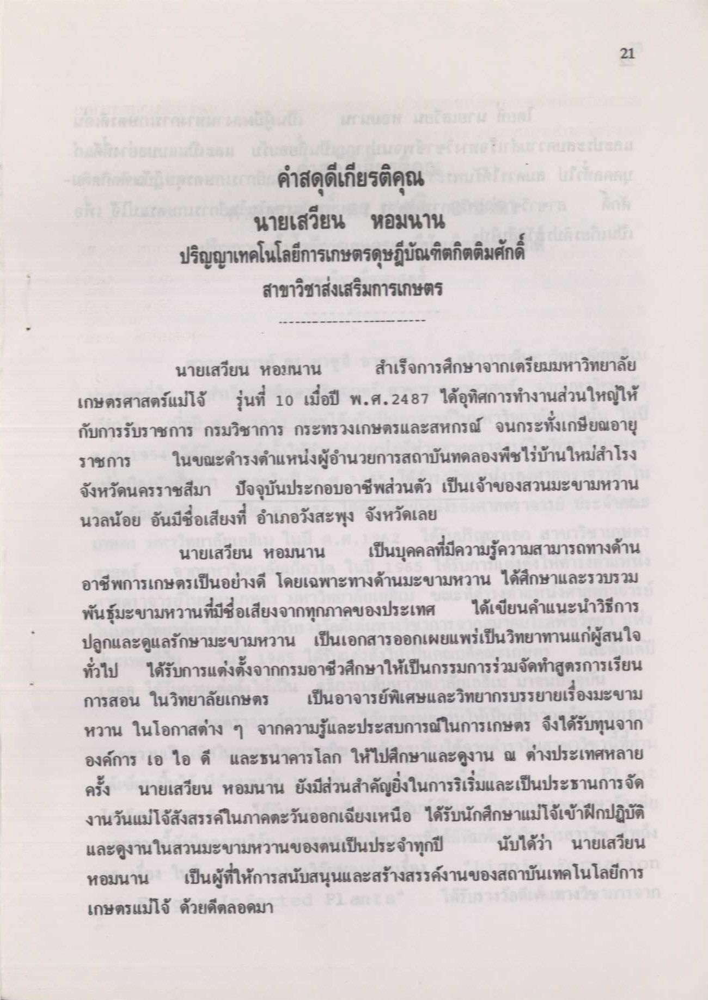 21
คำสดุดีเกียรติคุณ
นายเสวียน หอมนาน
ปริญญาเทคโนโลยีการเกษตรดุษฎีบัณฑิตกิตติมศักดิ์
สาขาวิชาส่งเสริมการเกษตร
นายเสวียน หอมนาน สำเร็จการศึกษาจากเตรียมมหาวิทยาลัย
เกษตรศาสตร์แม่โจ้ รุ่นที่ 10 เมื่อปี พ.ศ.2487 ได้อุทิศการทำงานส่วนใหญ่ให้
กับการรับราชการ กรมวิชาการ กระทรวงเกษตรและสหกรณ์ จนกระทั่งเกษียณอายุ
ราชการ ในขณะดำรงตำแหน่งผู้อำนวยการสถาบันทดลองพืชไร่บ้านใหม่สำโรง
จังหวัดนครราชสีมา ปัจจุบันประกอบอาชีพส่วนตัว เป็นเจ้าของสวนมะขามหวาน
นวลน้อย อันมีชื่อเสียงที่ อำเภอวังสะพุง จังหวัดเลย
นายเสวียน หอมนาน เป็นบุคคลที่มีความรู้ความสามารถทางด้าน
อาชีพการเกษตรเป็นอย่างดี โดยเฉพาะทางด้านมะขามหวาน ได้ศึกษาและรวบรวม
พันธุ์มะขามหวานที่มีชื่อเสียงจากทุกภาคของประเทศ ได้เขียนคำแนะนำวิธีการ
ปลูกและดูแลรักษามะขามหวาน เป็นเอกสารออกเผยแพร่เป็นวิทยาทานแก่ผู้สนใจ
ทั่วไป ได้รับการแต่งตั้งจากกรมอาชีวศึกษาให้เป็นกรรมการร่วมจัดทำสูตรการเรียน
การสอน ในวิทยาลัยเกษตร เป็นอาจารย์พิเศษและวิทยากรบรรยายเรื่องมะขาม
หวาน ในโอกาสต่าง ๆ จากความรู้และประสบการณ์ในการเกษตร จึงได้รับทุนจาก
องค์การ เอ ไอ ดี และธนาคารโลก ให้ไปศึกษาและดูงาน ณ ต่างประเทศหลาย
ครั้ง นายเสวียน หอมนาน ยังมีส่วนสำคัญยิ่งในการริเริ่มและเป็นประธานการจัด
งานวันแม่โจ้สังสรรค์ในภาคตะวันออกเฉียงเหนือ ได้รับนักศึกษาแม่โจ้เข้าฝึกปฏิบัติ
และดูงานในสวนมะขามหวานของตนเป็นประจำทุกปี นับได้ว่า นายเสวียน
หอมนาน เป็นผู้ที่ให้การสนับสนุนและสร้างสรรค์งานของสถาบันเทคโนโลยีการ
เกษตรแม่โจ้ ด้วยดีตลอดมา